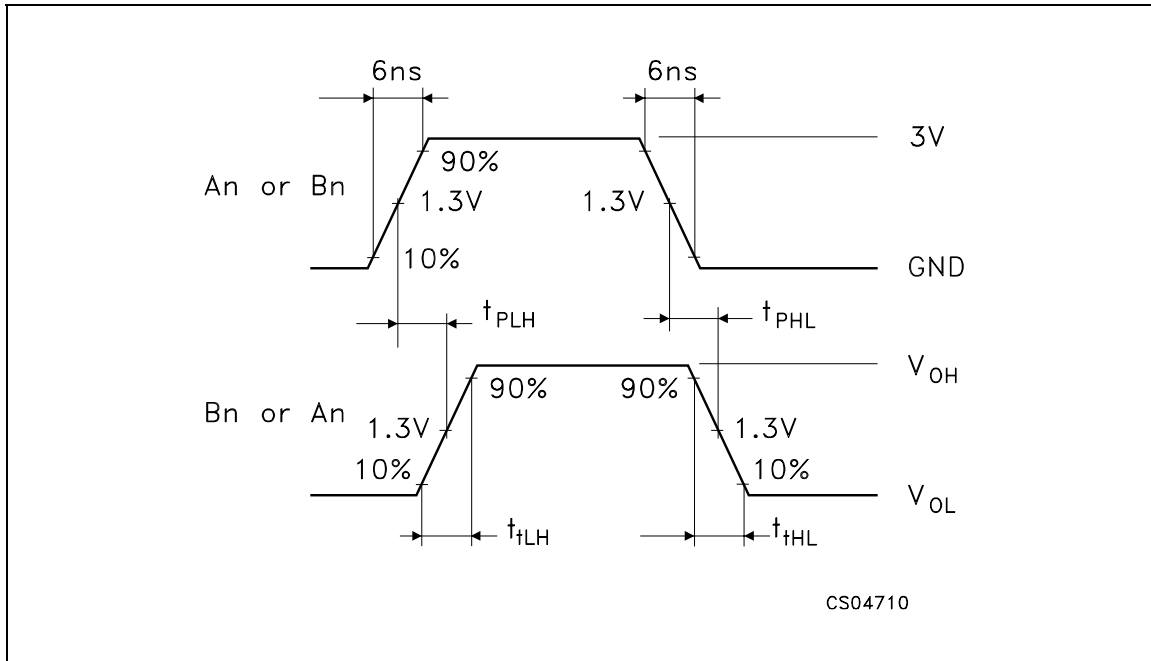 6ns 6ns
3V
90%
An or Bn
1.3V 1.3V
10%
GND
tPLH tPHL
VOH
90% 90%
Bn or An
1.3V 1.3V
10% 10%
VOL
ttLH ttHL
CS04710